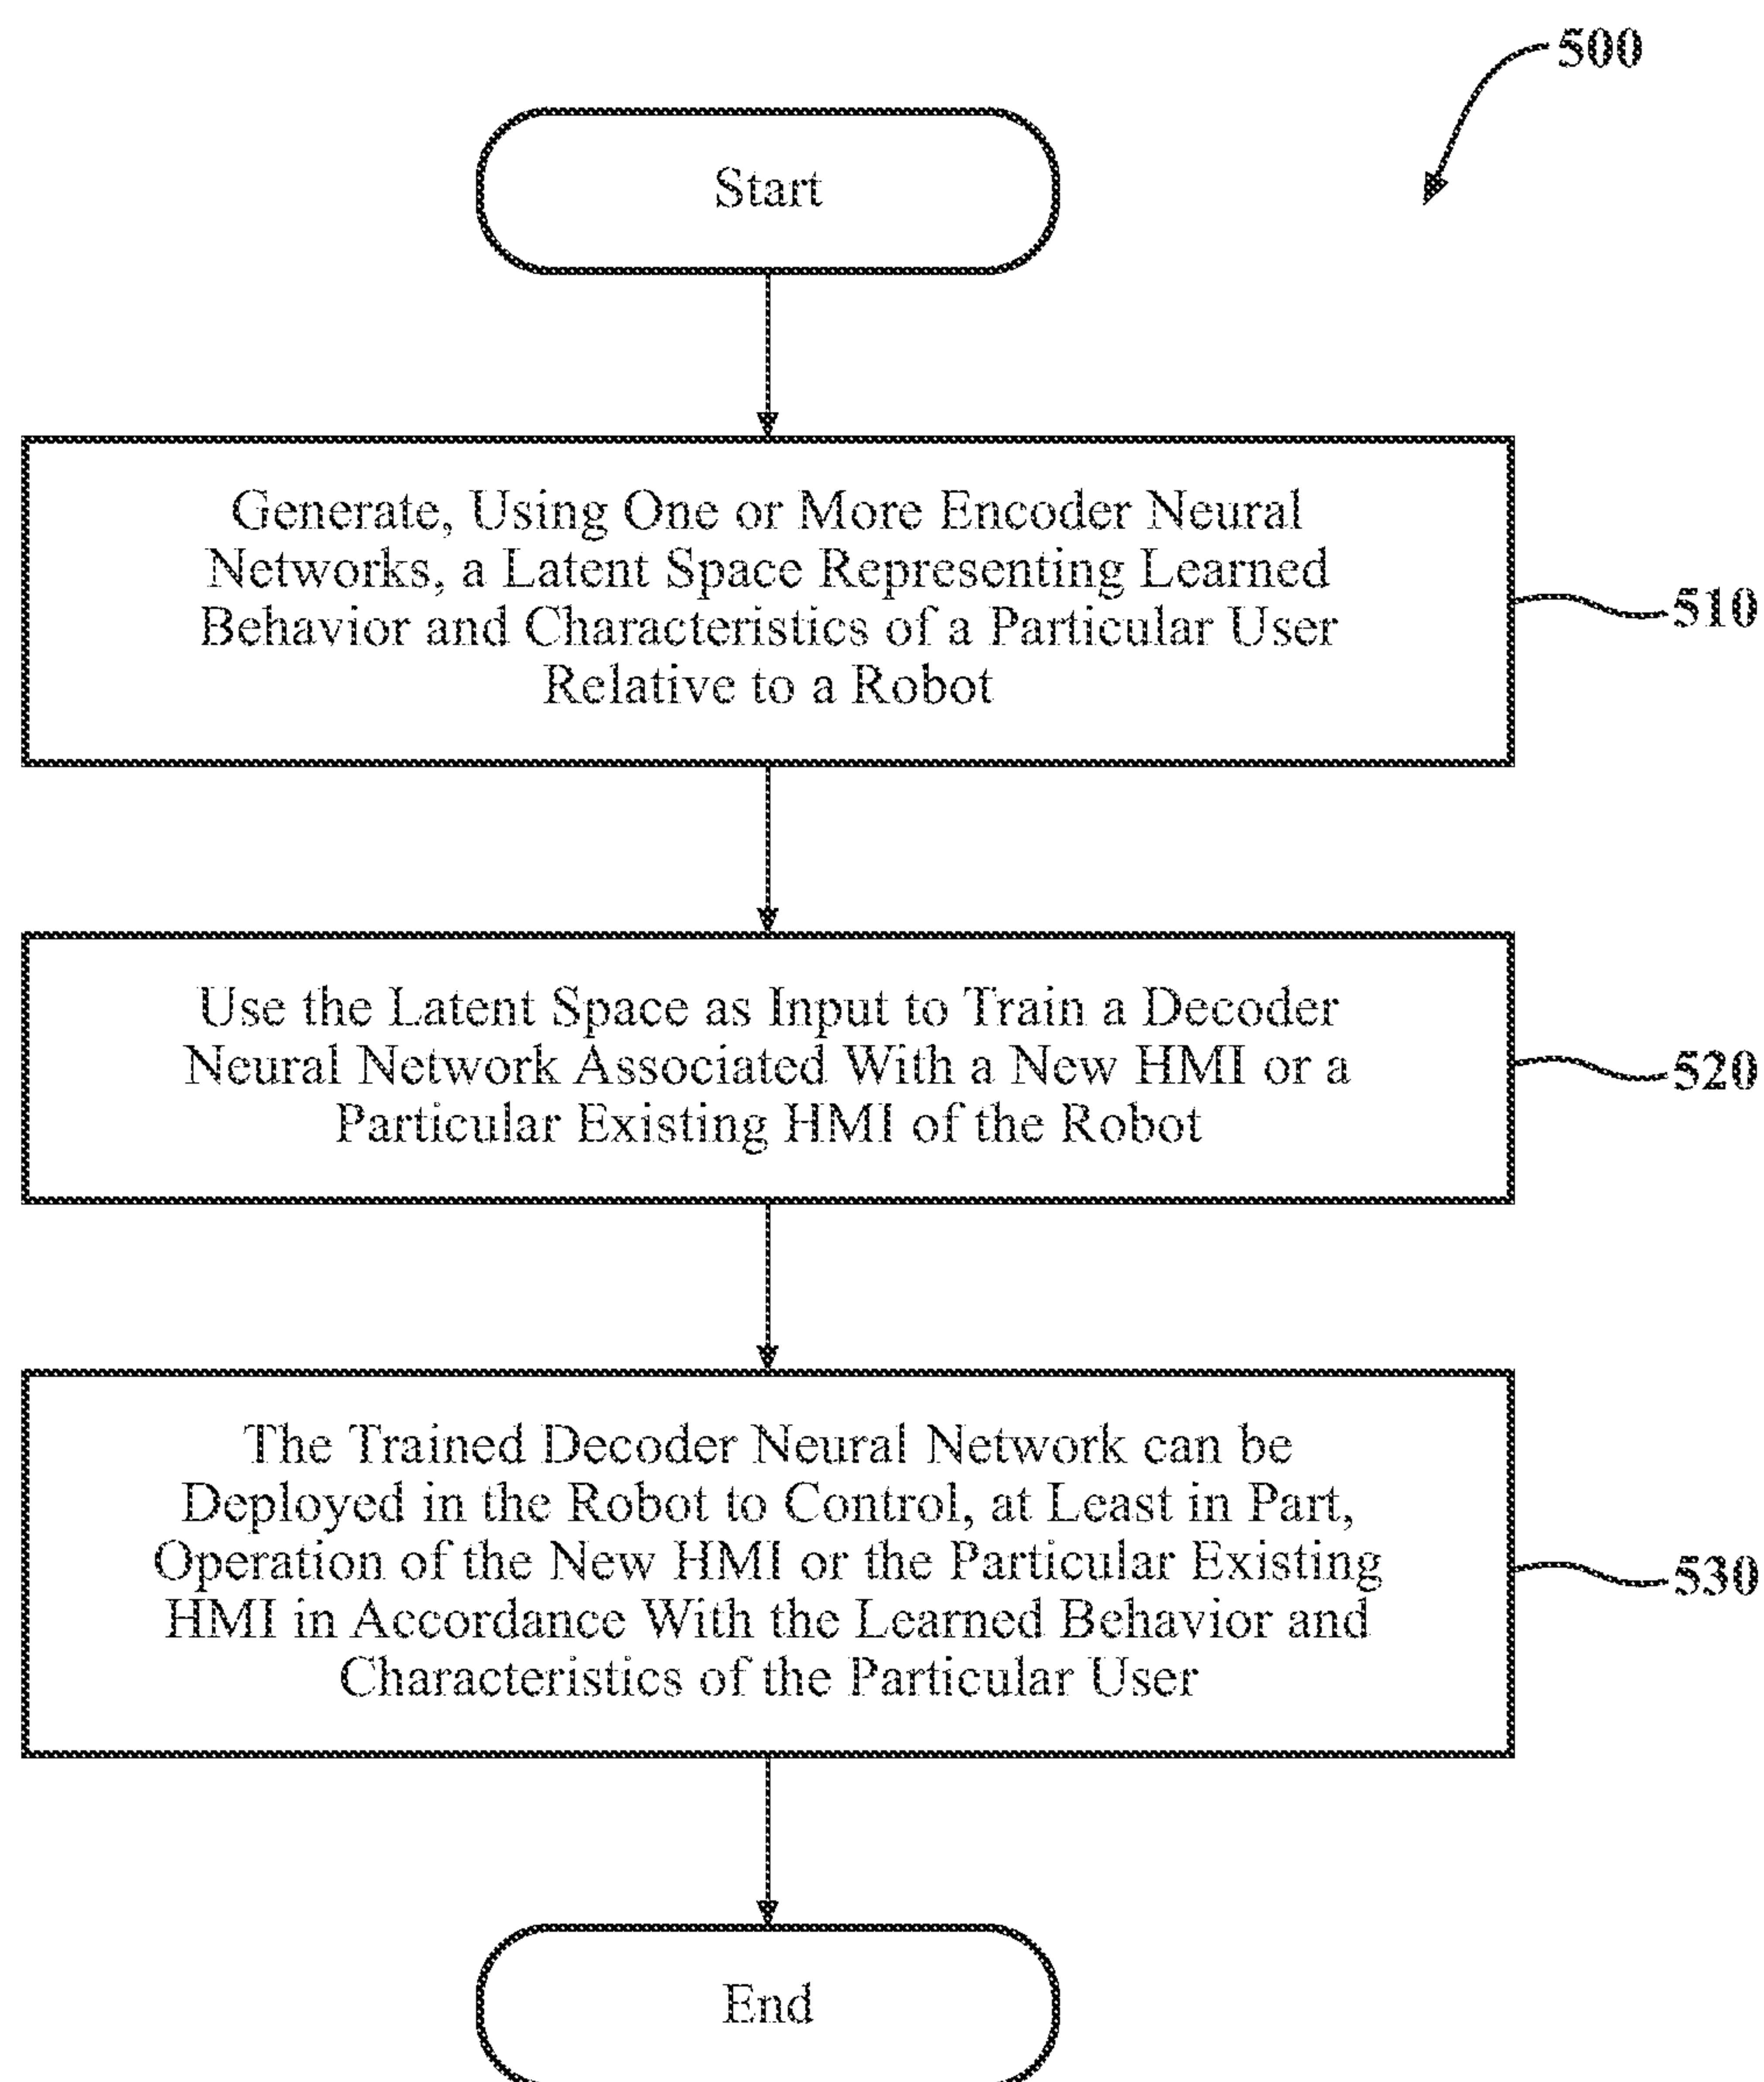 500
Start
Generate, Using One or More Encoder Neural
Networks, a Latent Space Representing Learned
Behavior and Characteristics of a Particular User
Relative to a Robot
510
Use the Latent Space as Input to Train a Decoder
Neural Network Associated With a New HMI or a
Particular Existing HMI of the Robot
520
The Trained Decoder Neural Network can be
Deployed in the Robot to Control, at Least in Part,
Operation of the New HMI or the Particular Existing
HMI in Accordance With the Learned Behavior and
Characteristics of the Particular User
530
End